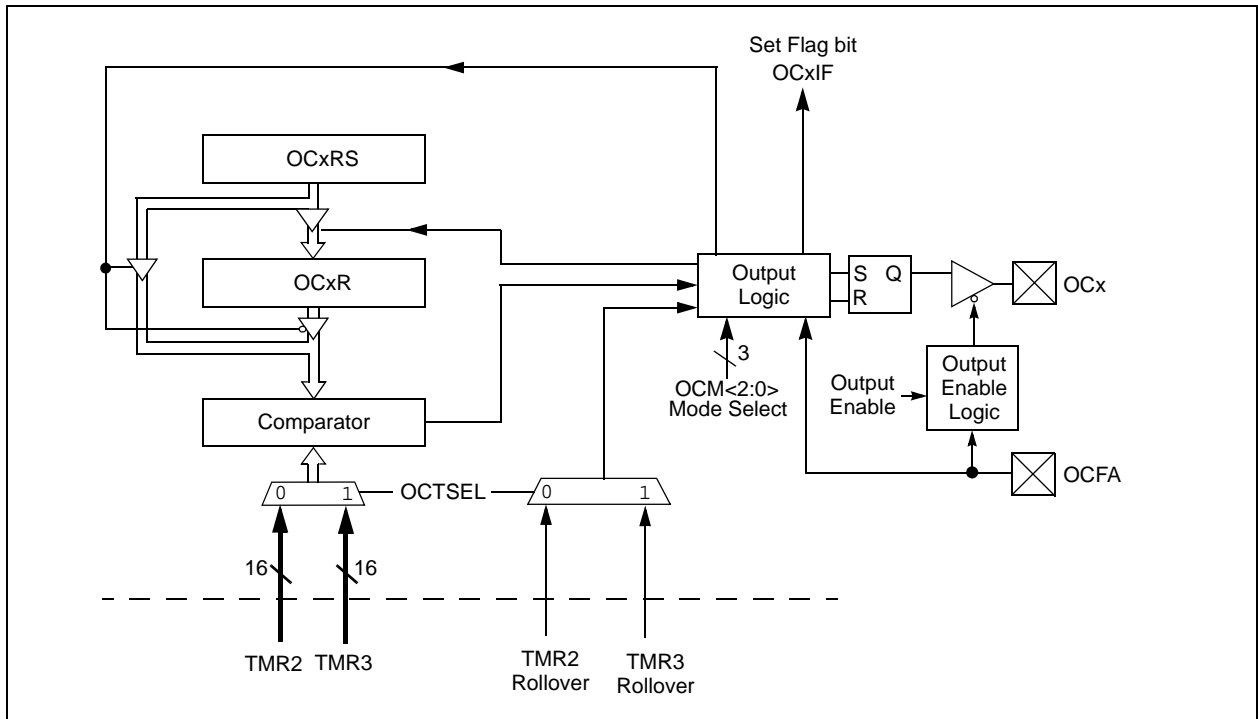 Set Flag bit
OCxIF
OCxRS
OCxR
Output
Logic
S Q
R
OCx
3
OCM<2:0>
Mode Select
Output
Enable
Output
Enable
Logic
Comparator
OCFA
0 1
OCTSEL
0 1
16
16
TMR2
TMR3
TMR2
Rollover
TMR3
Rollover